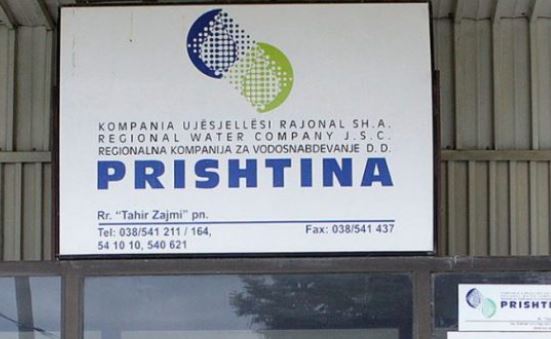 KOMPANIA UJËSJELLËSI RAJONAL SH.A.
REGIONAL WATER COMPANY J.S.C.
REGIONALNA KOMPANIJA ZA VODOSNABDEVANJE D.D.
PRISHTINA
Rr. "Tahir Zajmi" pn.
Tel: 038/541 211 / 164, Fax: 038/541 437
54 10 10, 540 621